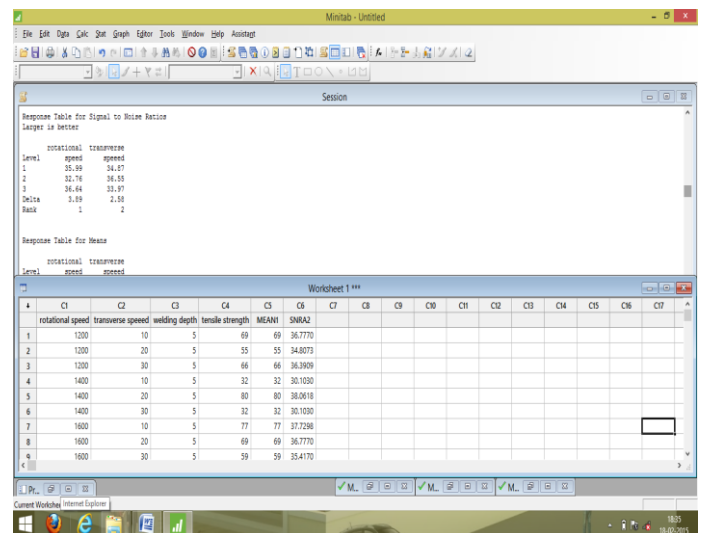 Minitab - Untitled
File Edit Data Calc Stat Graph Editor Tools Window Help Assistant
Session
Response Table for Signal to Noise Ratios
Larger is better
rotational transverse
Level speed speeed
1 35.99 34.87
2 32.76 36.55
3 36.64 33.97
Delta 3.89 2.58
Rank 1 2
Response Table for Means
rotational transverse
Level speed speeed
Worksheet 1 ***
C1 C2 C3 C4 C5 C6 C7 C8 C9 C10 C11 C12 C13 C14 C15 C16 C17
rotational speed transverse speeed welding depth tensile strength MEAN1 SNRA2
1 1200 10 5 69 69 36.7770
2 1200 20 5 55 55 34.8073
3 1200 30 5 66 66 36.3909
4 1400 10 5 32 32 30.1030
5 1400 20 5 80 80 38.0618
6 1400 30 5 32 32 30.1030
7 1600 10 5 77 77 37.7298
8 1600 20 5 69 69 36.7770
9 1600 30 5 59 59 35.4170
Pr... M... M... M...
Current Workshee Internet Explorer
18:35
18-02-2015